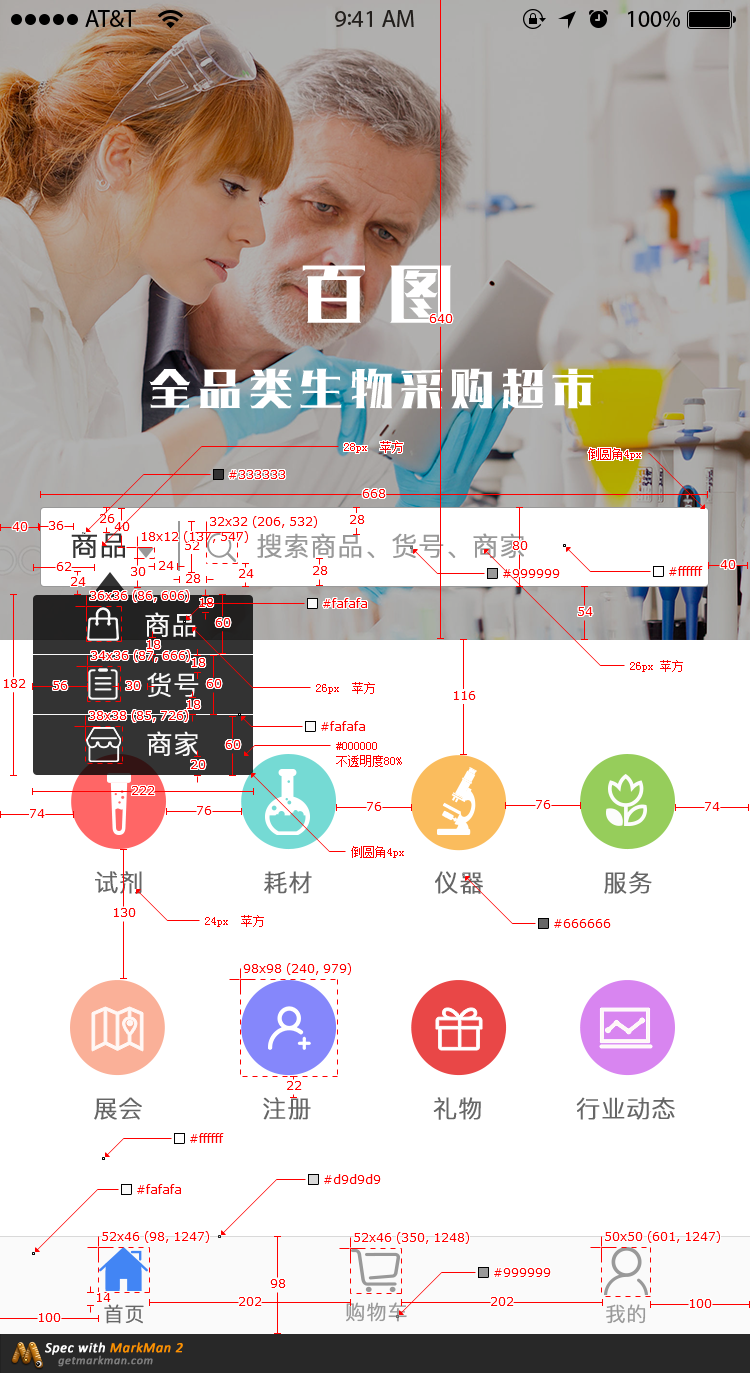 AT&T 9:41 AM 100%
百图
640
全品类生物采购超市
28px 苹方
倒圆角4px
#333333
668
26 32x32 (206, 532) 28
40 36 40
商品 18x12 (137, 547) 52 搜索商品、货号、商家 80
62 30 24 28 40
24 28 24 #999999 #ffffff
36x36 (86, 606) 18 #fafafa 54
商品 60
18
34x36 (87, 666) 18 26px 苹方
182 56 30 货号 60 26px 苹方 116
18
38x38 (85, 726) #fafafa
商家 60 #000000
20 不透明度80%
222
74 76 76 76 74
倒圆角4px
试剂 耗材 仪器 服务
130 24px 苹方 #666666
98x98 (240, 979)
22
展会 注册 礼物 行业动态
#ffffff
#fafafa #d9d9d9
52x46 (98, 1247) 52x46 (350, 1248) 50x50 (601, 1247)
98 #999999
14
100 202 202 100
首页 购物车 我的
Spec with MarkMan 2
getmarkman.com